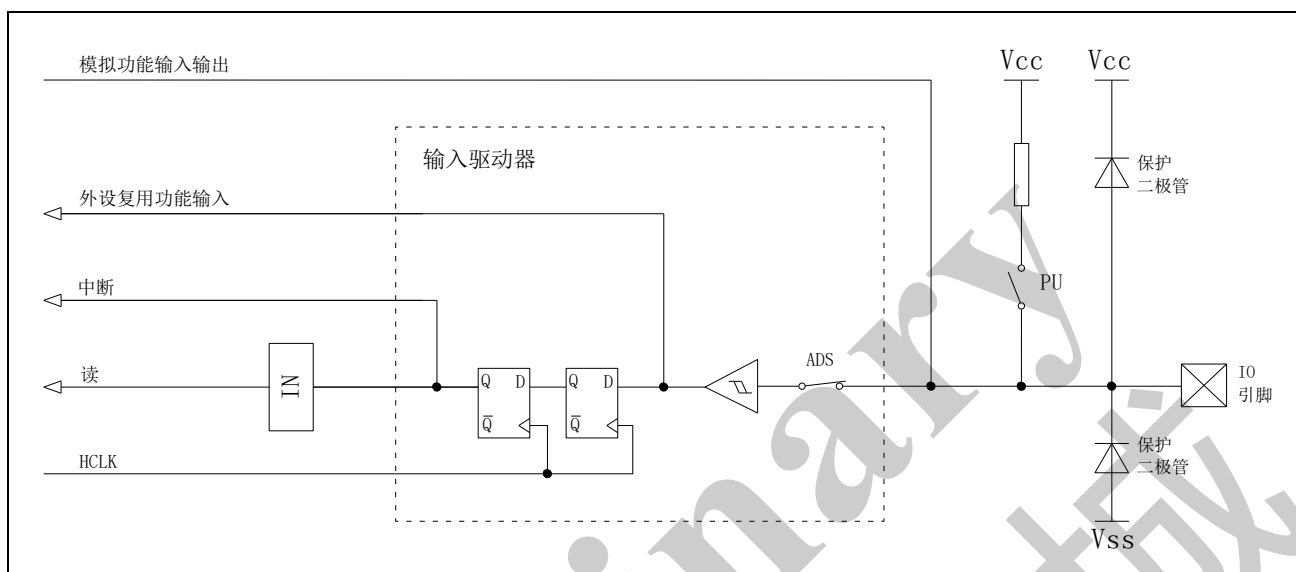 模拟功能输入输出
Vcc
Vcc
输入驱动器
保护
二极管
外设复用功能输入
PU
中断
ADS
读
IN
Q D
Q̅
Q D
Q̅
IO
引脚
HCLK
保护
二极管
Vss
inary
城